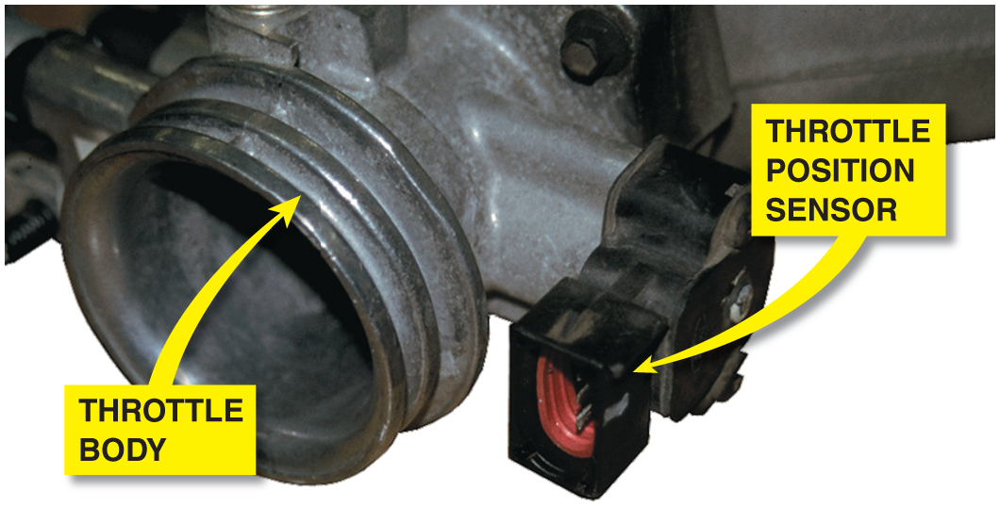 THROTTLE
POSITION
SENSOR
THROTTLE
BODY